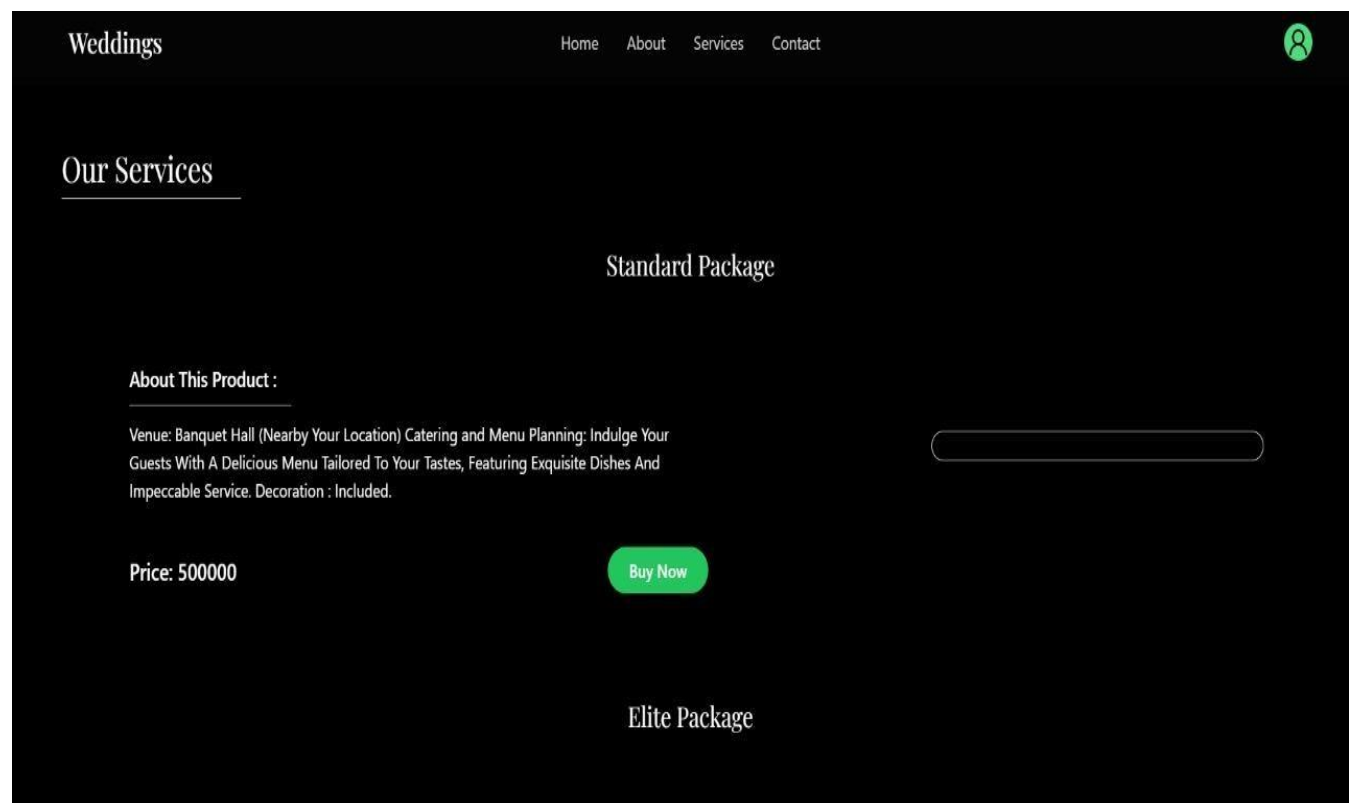 Weddings
Home About Services Contact
Our Services
Standard Package
About This Product :
Venue: Banquet Hall (Nearby Your Location) Catering and Menu Planning: Indulge Your
Guests With A Delicious Menu Tailored To Your Tastes, Featuring Exquisite Dishes And
Impeccable Service. Decoration : Included.
Price: 500000
Buy Now
Elite Package